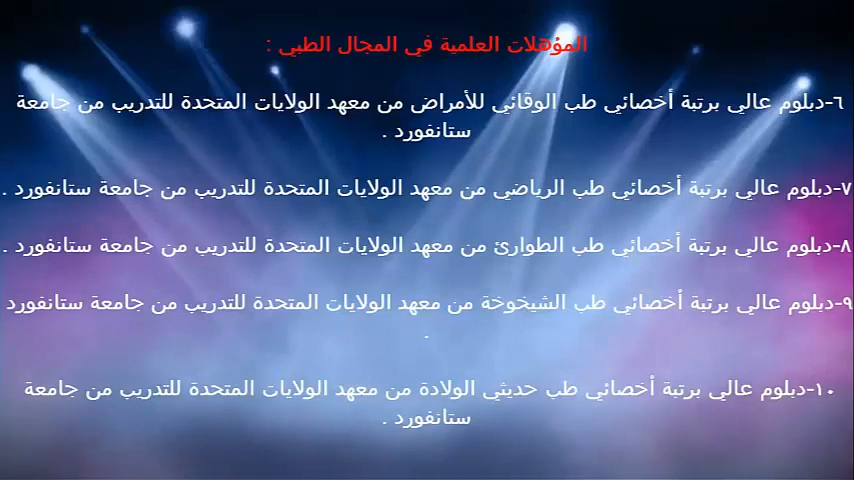 المؤهلات العلمية في المجال الطبي :
٦-دبلوم عالي برتبة أخصائي طب الوقائي للأمراض من معهد الولايات المتحدة للتدريب من جامعة
ستانفورد .
٧-دبلوم عالي برتبة أخصائي طب الرياضي من معهد الولايات المتحدة للتدريب من جامعة ستانفورد .
٨-دبلوم عالي برتبة أخصائي طب الطوارئ من معهد الولايات المتحدة للتدريب من جامعة ستانفورد .
٩-دبلوم عالي برتبة أخصائي طب الشيخوخة من معهد الولايات المتحدة للتدريب من جامعة ستانفورد
.
١٠-دبلوم عالي برتبة أخصائي طب حديثي الولادة من معهد الولايات المتحدة للتدريب من جامعة
ستانفورد .